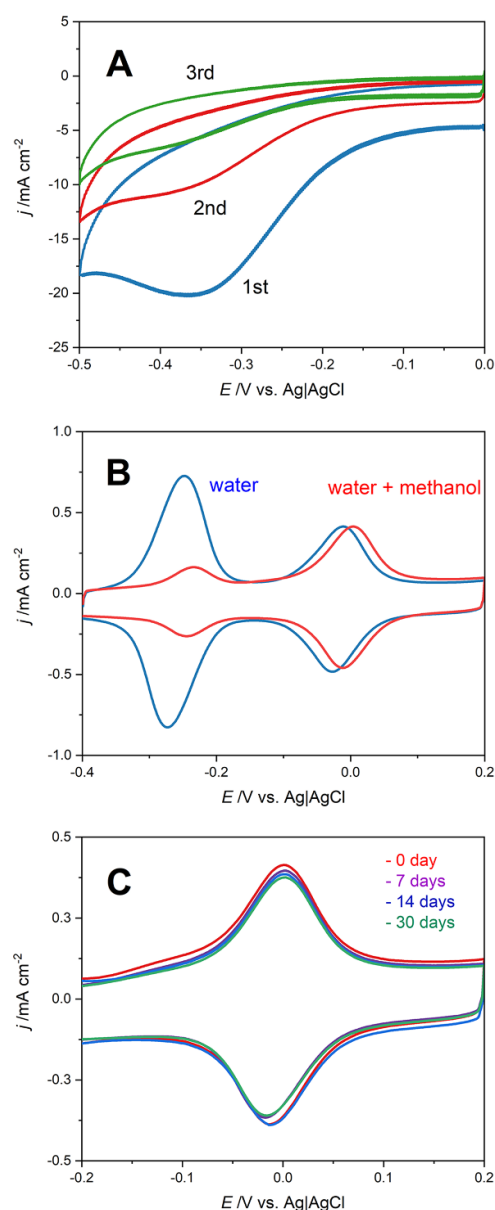 A
3rd
2nd
1st
5
0
-5
-10
-15
-20
-25
j /mA cm-2
-0.5
-0.4
-0.3
-0.2
-0.1
0.0
E /V vs. Ag|AgCl
B
water
water + methanol
1.0
0.5
0.0
-0.5
-1.0
j /mA cm-2
-0.4
-0.2
0.0
0.2
E /V vs. Ag|AgCl
C
- 0 day
- 7 days
- 14 days
- 30 days
0.5
0.3
0.0
-0.3
-0.5
j /mA cm-2
-0.2
-0.1
0.0
0.1
0.2
E /V vs. Ag|AgCl